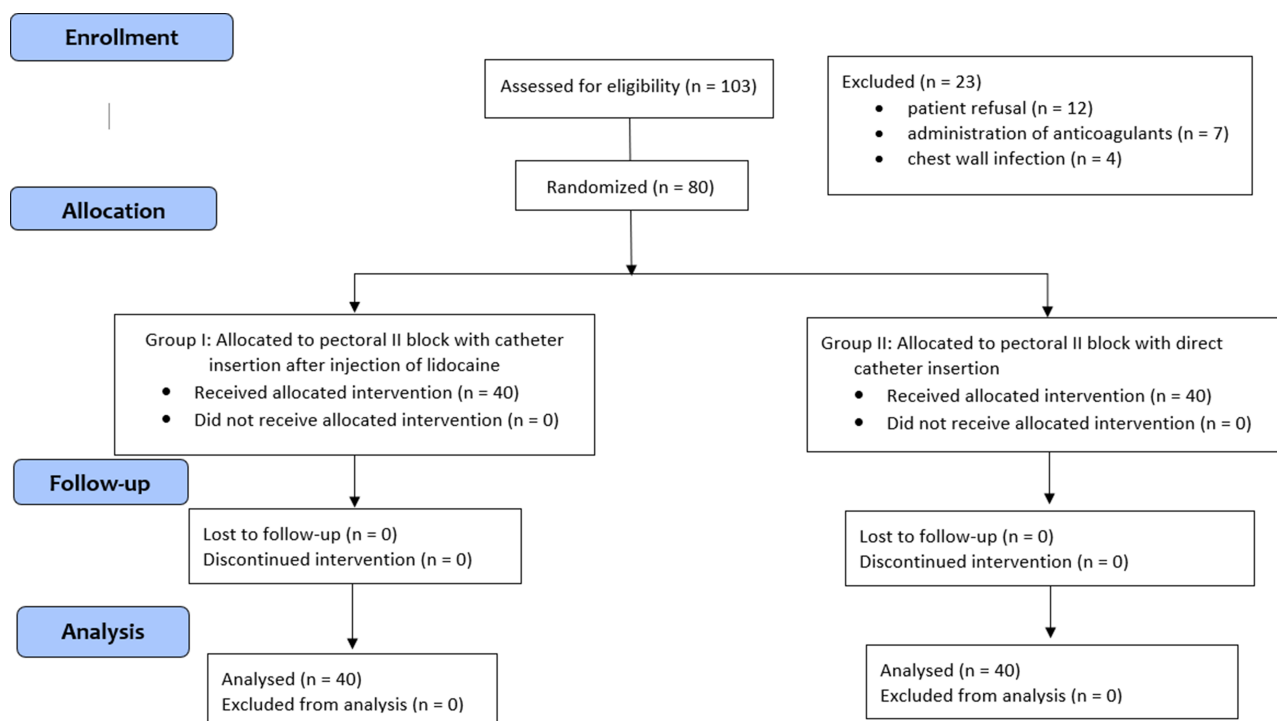 Enrollment
Assessed for eligibility (n = 103)
Excluded (n = 23)
• patient refusal (n = 12)
• administration of anticoagulants (n = 7)
• chest wall infection (n = 4)
Randomized (n = 80)
Allocation
Group I: Allocated to pectoral II block with catheter
insertion after injection of lidocaine
• Received allocated intervention (n = 40)
• Did not receive allocated intervention (n = 0)
Group II: Allocated to pectoral II block with direct
catheter insertion
• Received allocated intervention (n = 40)
• Did not receive allocated intervention (n = 0)
Follow-up
Lost to follow-up (n = 0)
Discontinued intervention (n = 0)
Lost to follow-up (n = 0)
Discontinued intervention (n = 0)
Analysis
Analysed (n = 40)
Excluded from analysis (n = 0)
Analysed (n = 40)
Excluded from analysis (n = 0)